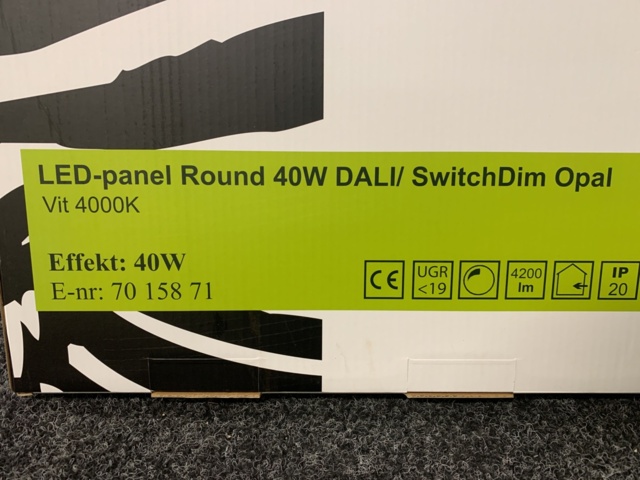 LED-panel Round 40W DALI/ SwitchDim Opal
Vit 4000K
Effekt: 40W
E-nr: 70 158 71
CE
UGR
<19
4200
lm
IP
20